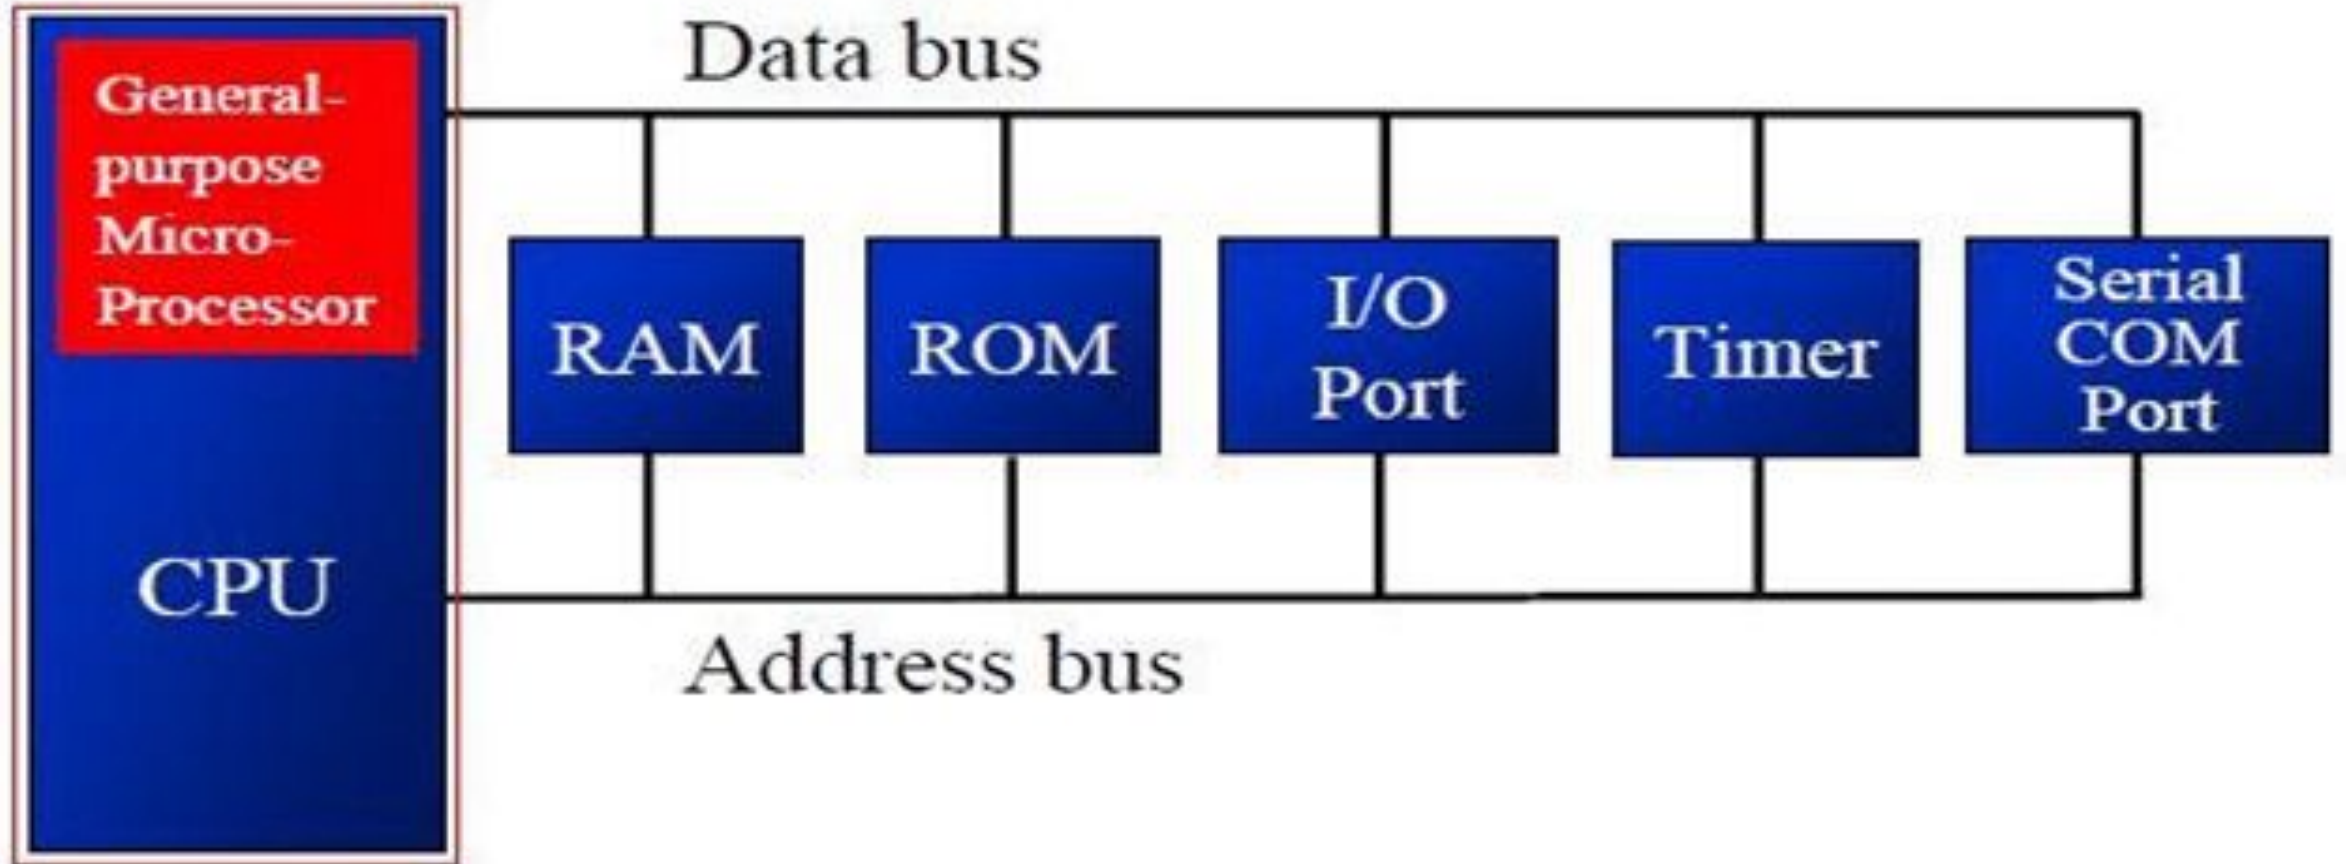 General-
purpose
Micro-
Processor
CPU
Data bus
RAM
ROM
I/O
Port
Timer
Serial
COM
Port
Address bus